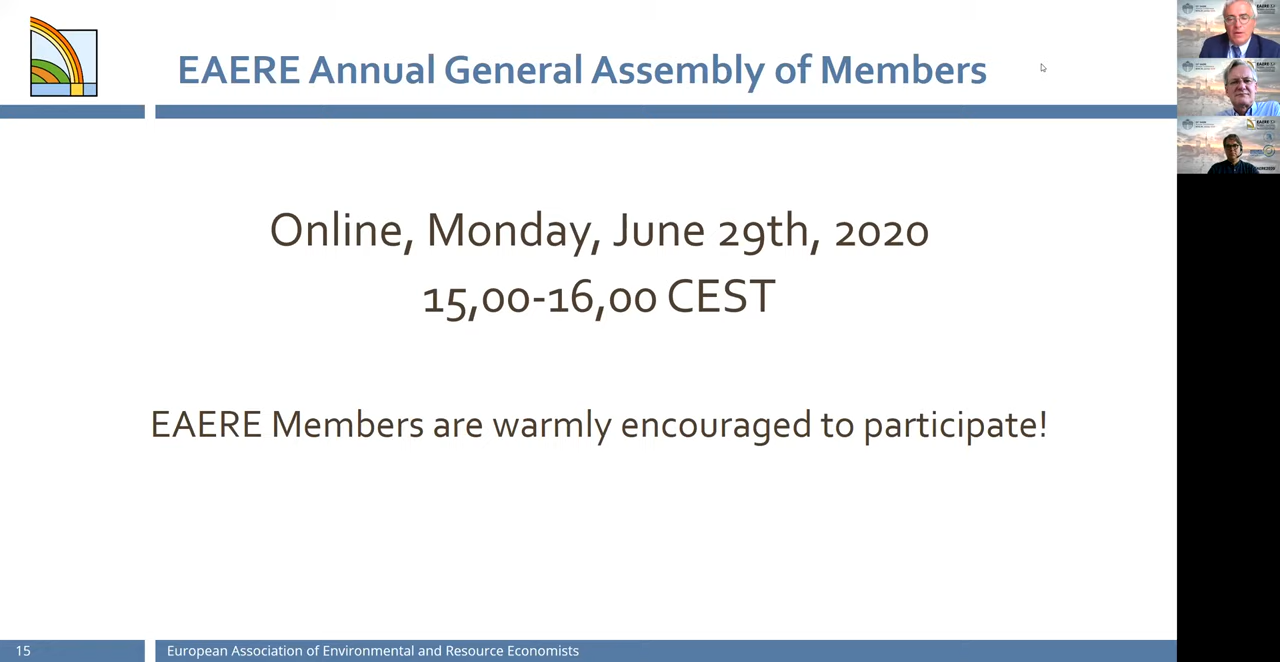 EAERE Annual General Assembly of Members
Online, Monday, June 29th, 2020
15,00-16,00 CEST
EAERE Members are warmly encouraged to participate!
15
European Association of Environmental and Resource Economists